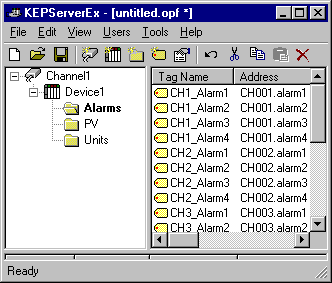 KEPServerEx - [untitled.opf *]
File Edit View Users Tools Help
Channel1
Device1
Alarms
PV
Units
Tag Name Address
CH1_Alarm1 CH001.alarm1
CH1_Alarm2 CH001.alarm2
CH1_Alarm3 CH001.alarm3
CH1_Alarm4 CH001.alarm4
CH2_Alarm1 CH002.alarm1
CH2_Alarm2 CH002.alarm2
CH2_Alarm3 CH002.alarm3
CH2_Alarm4 CH002.alarm4
CH3_Alarm1 CH003.alarm1
CH3_Alarm2 CH003.alarm2
Ready